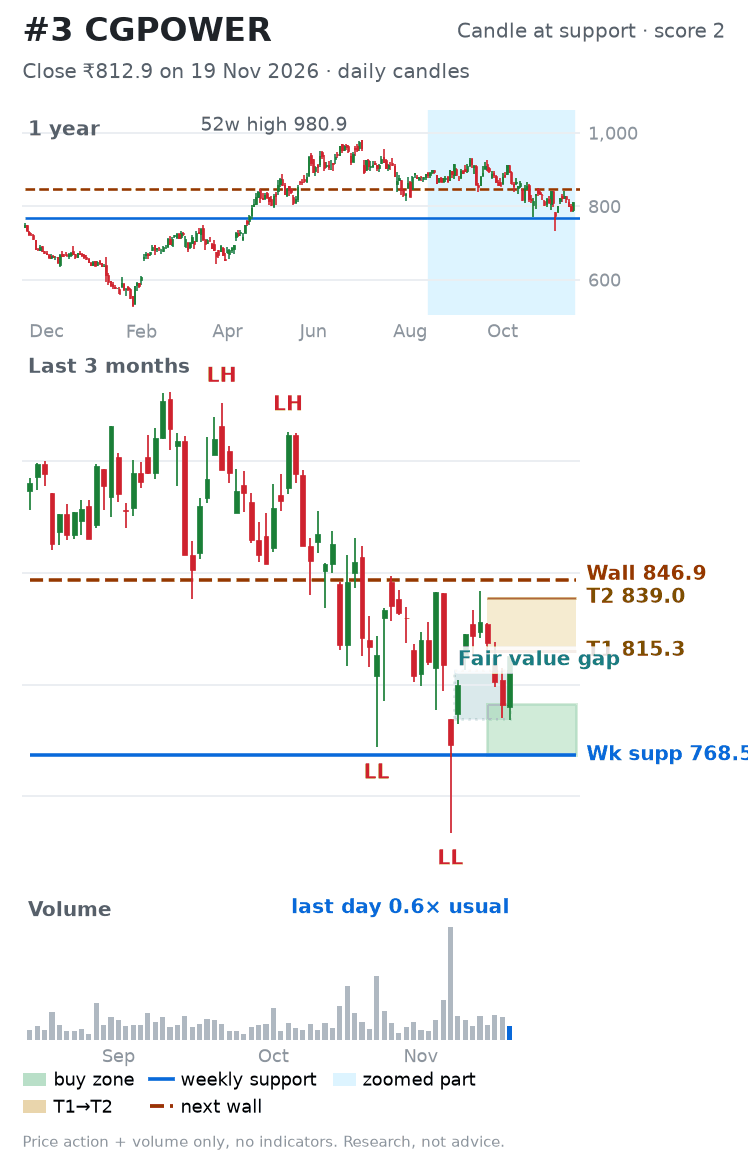 #3 CGPOWER
Candle at support · score 2
Close ₹812.9 on 19 Nov 2026 · daily candles
1 year
52w high 980.9
1,000
800
600
Dec Feb Apr Jun Aug Oct
Last 3 months
LH
LH
Wall 846.9
T2 839.0
T1 815.3
Fair value gap
Wk supp 768.5
LL
LL
Volume
last day 0.6× usual
Sep Oct Nov
buy zone weekly support zoomed part
T1→T2 next wall
Price action + volume only, no indicators. Research, not advice.